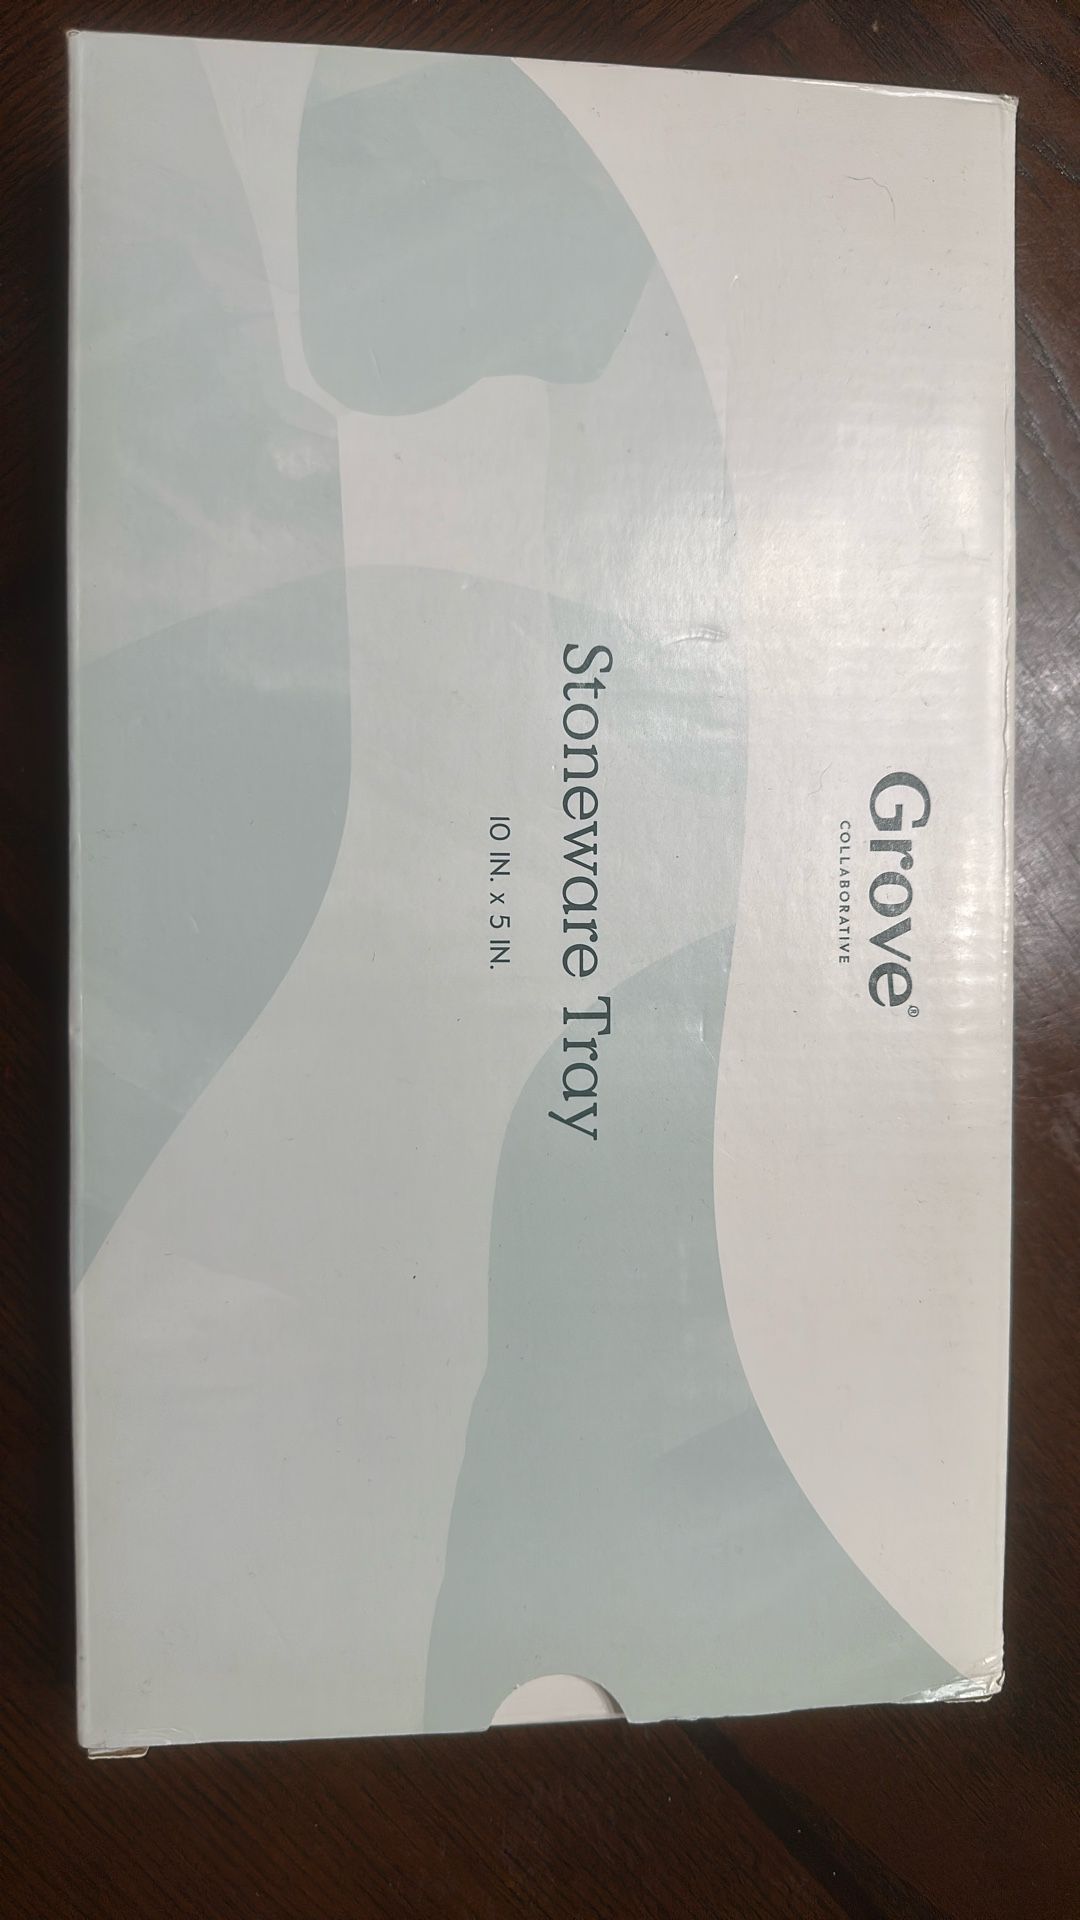 Grove®
COLLABORATIVE
Stoneware Tray
10 IN. x 5 IN.